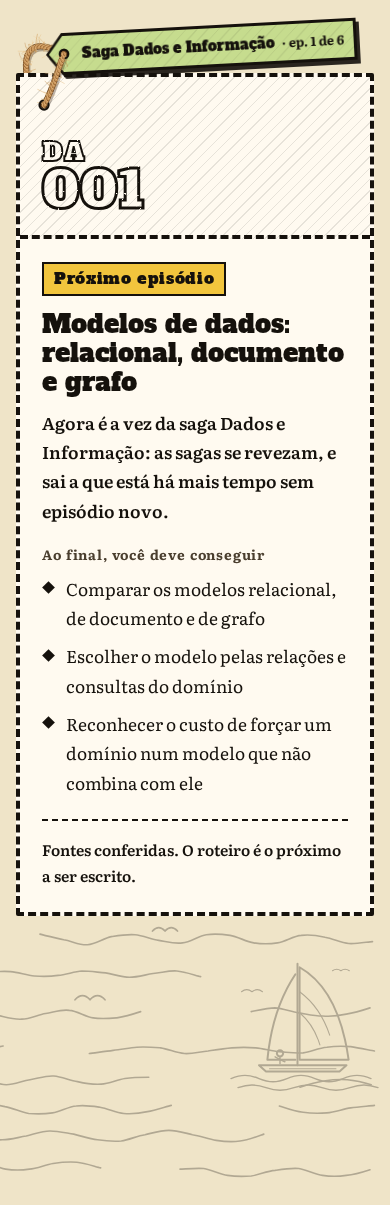 Saga Dados e Informação · ep. 1 de 6
DA
001
Próximo episódio
Modelos de dados:
relacional, documento
e grafo
Agora é a vez da saga Dados e
Informação: as sagas se revezam, e
sai a que está há mais tempo sem
episódio novo.
Ao final, você deve conseguir
Comparar os modelos relacional,
de documento e de grafo
Escolher o modelo pelas relações e
consultas do domínio
Reconhecer o custo de forçar um
domínio num modelo que não
combina com ele
Fontes conferidas. O roteiro é o próximo
a ser escrito.